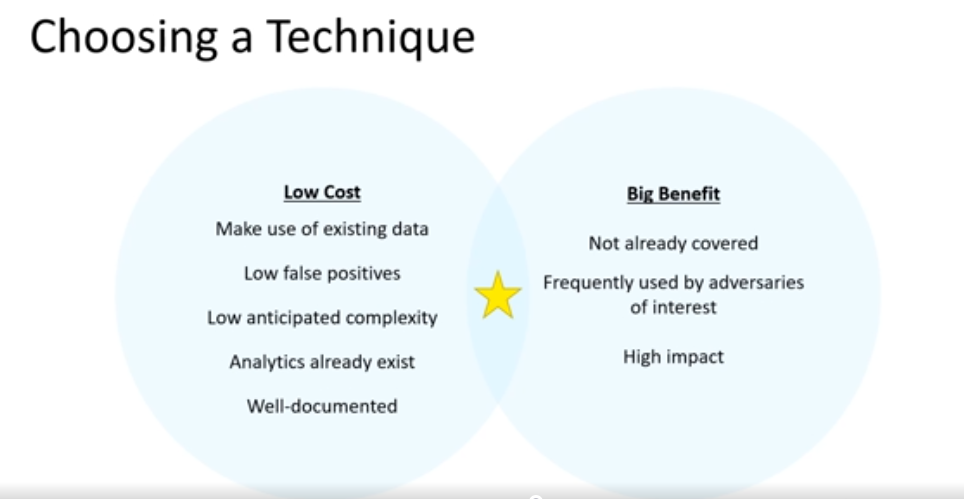 Choosing a Technique
Low Cost
Make use of existing data
Low false positives
Low anticipated complexity
Analytics already exist
Well-documented
Big Benefit
Not already covered
Frequently used by adversaries
of interest
High impact